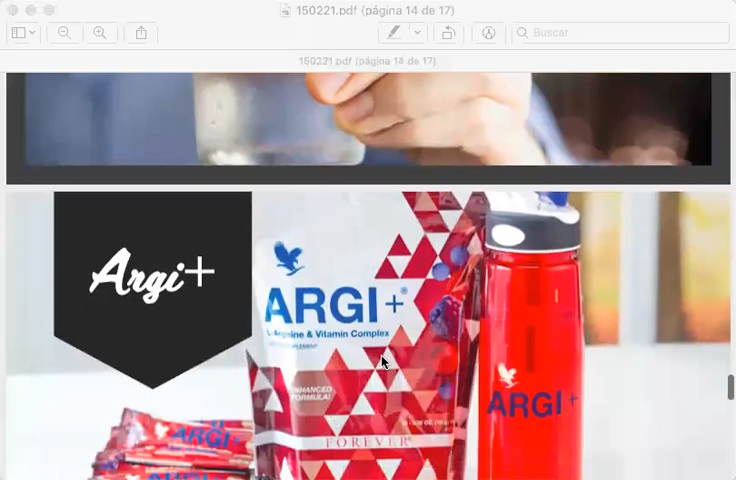 150221.pdf (página 14 de 17)
Buscar
150221.pdf (página 14 de 17)
Argi+
ARGI+®
L-Arginine & Vitamin Complex
ENHANCED
FORMULA!
FOREVER
ARGI+
ARGI+